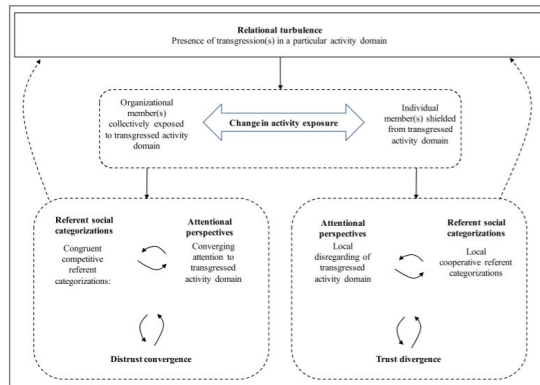 Relational turbulence
Presence of transgression(s) in a particular activity domain
Organizational
member(s)
collectively exposed
to transgressed activity
domain
Change in activity exposure
Individual
member(s) shielded
from transgressed
activity domain
Referent social
categorizations
Congruent
competitive
referent
categorizations:
Attentional
perspectives
Converging
attention to
transgressed
activity domain
Distrust convergence
Attentional
perspectives
Local
disregarding of
transgressed
activity domain
Referent social
categorizations
Local
cooperative referent
categorizations
Trust divergence